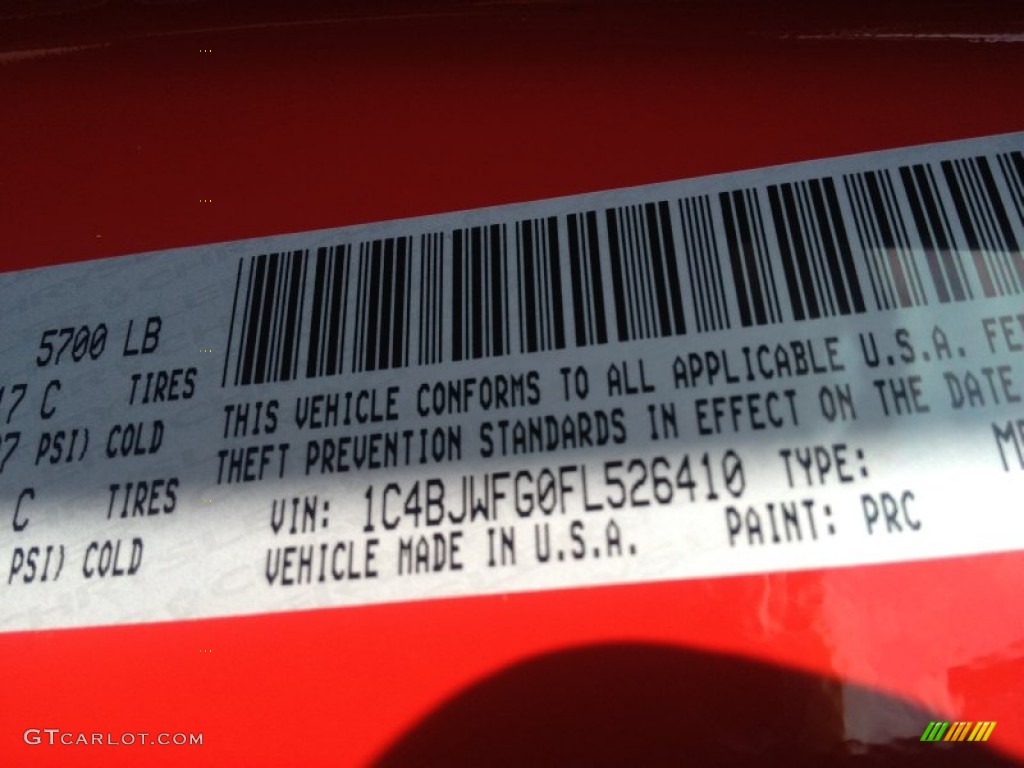 5700 LB
17 C TIRES
PSI) COLD
C TIRES
PSI) COLD
THIS VEHICLE CONFORMS TO ALL APPLICABLE U.S.A.
THEFT PREVENTION STANDARDS IN EFFECT ON THE DATE
VIN: 1C4BJWFG0FL526410 TYPE:
VEHICLE MADE IN U.S.A. PAINT: PRC
GTCARLOT.COM